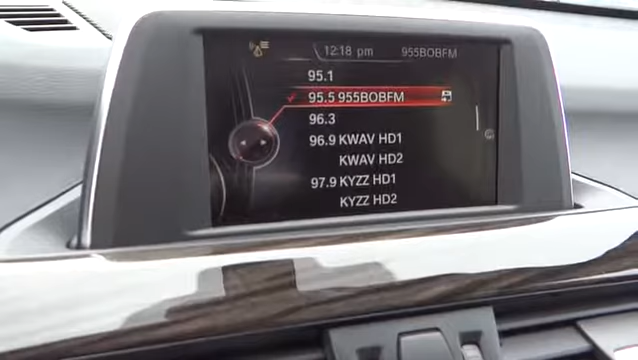 12:18 pm 955BOBFM
95.1
95.5 955BOBFM
96.3
96.9 KWAV HD1
KWAV HD2
97.9 KYZZ HD1
KYZZ HD2